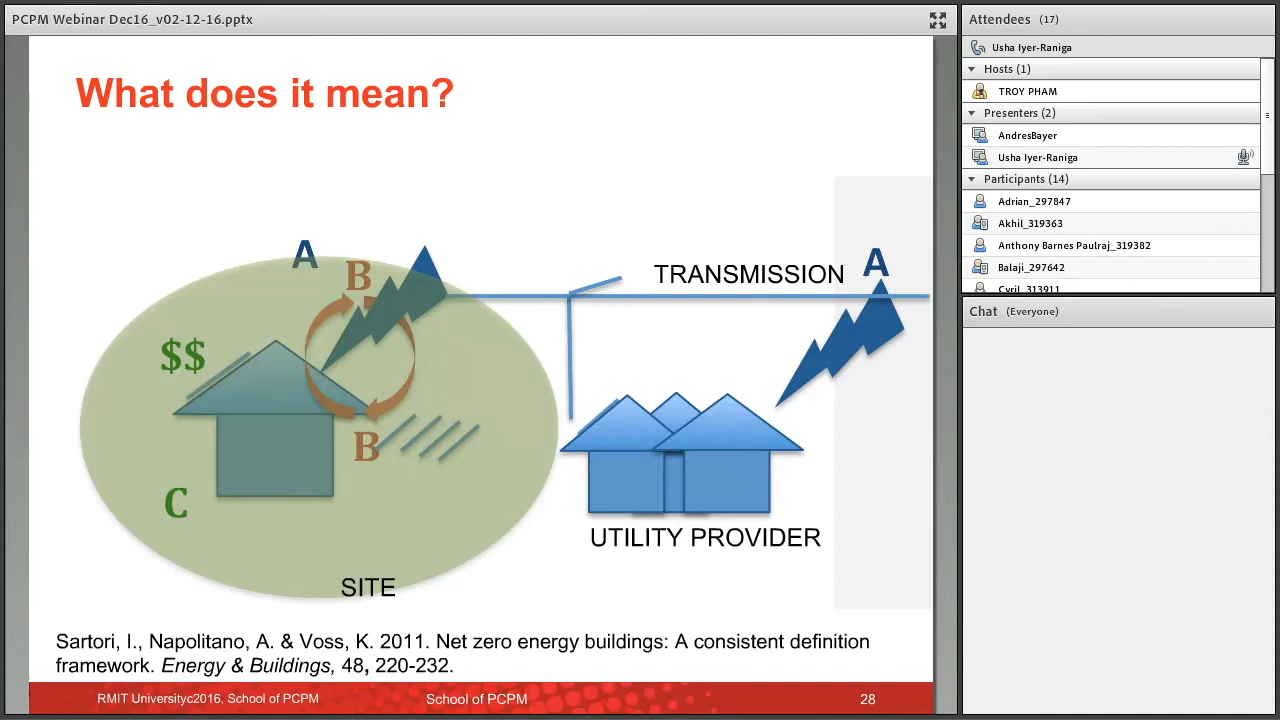 PCPM Webinar Dec16_v02-12-16.pptx
What does it mean?
A
B
TRANSMISSION
A
$$
B
C
UTILITY PROVIDER
SITE
Sartori, I., Napolitano, A. & Voss, K. 2011. Net zero energy buildings: A consistent definition
framework. Energy & Buildings, 48, 220-232.
RMIT Universityc2016, School of PCPM
School of PCPM
28
Attendees (17)
Usha Iyer-Raniga
Hosts (1)
TROY PHAM
Presenters (2)
AndresBayer
Usha Iyer-Raniga
Participants (14)
Adrian_297847
Akhil_319363
Anthony Barnes Paulraj_319382
Balaji_297642
Cyril_313911
Chat (Everyone)